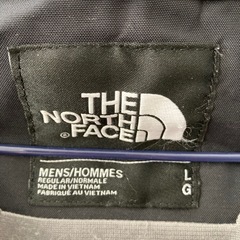 THE
NORTH
FACE
®
MENS/HOMMES
REGULAR/NORMALE
MADE IN VIETNAM
FABRIQUÉ AU VIETNAM
L
G